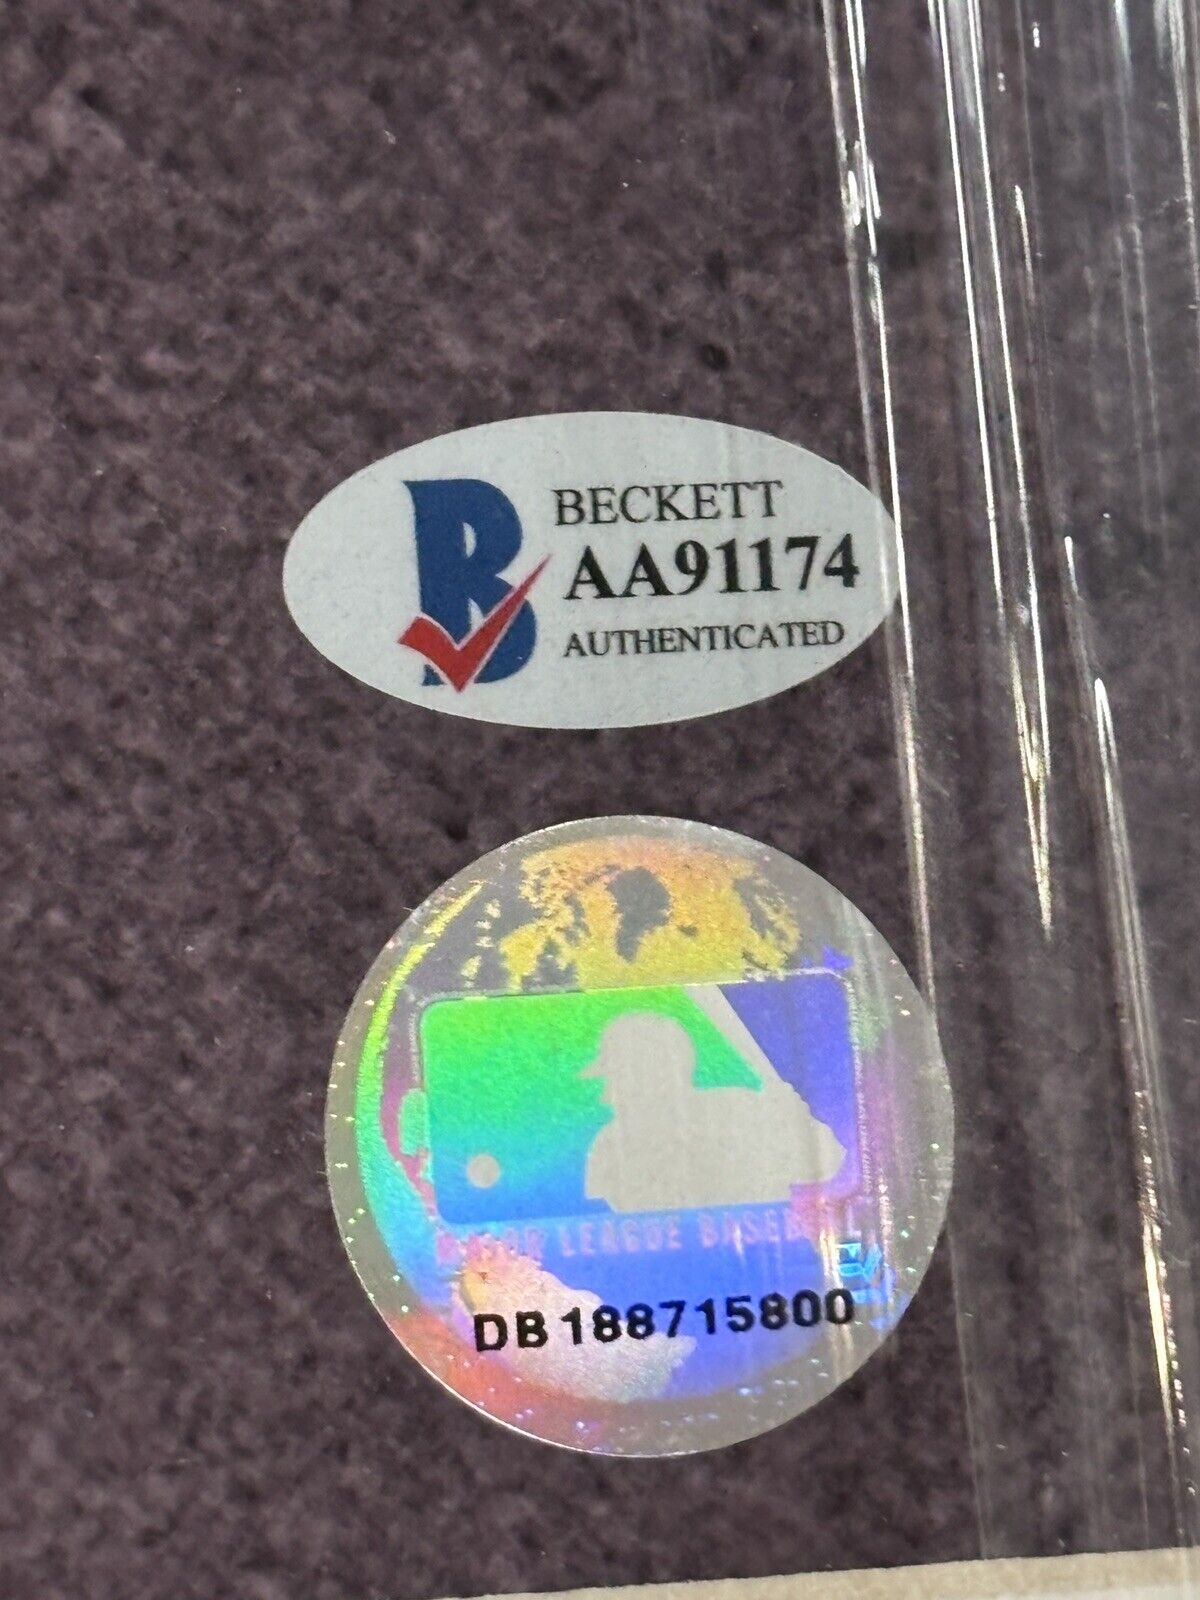 BECKETT
AA91174
AUTHENTICATED
MAJOR LEAGUE BASEBALL
DB188715800